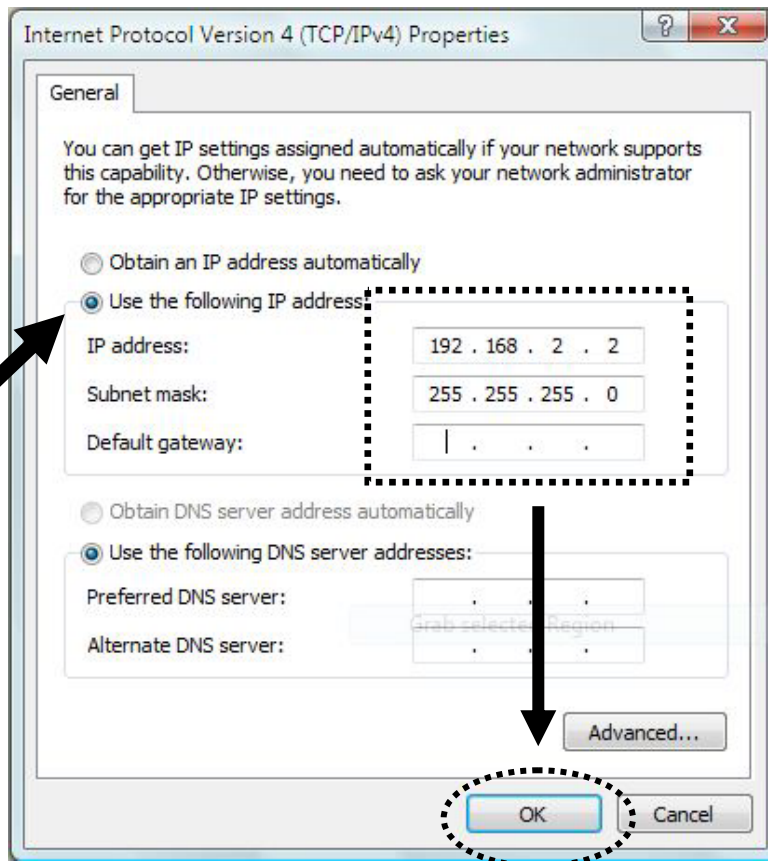 Internet Protocol Version 4 (TCP/IPv4) Properties
General
You can get IP settings assigned automatically if your network supports
this capability. Otherwise, you need to ask your network administrator
for the appropriate IP settings.
Obtain an IP address automatically
Use the following IP address:
IP address: 192 . 168 . 2 . 2
Subnet mask: 255 . 255 . 255 . 0
Default gateway: . . .
Obtain DNS server address automatically
Use the following DNS server addresses:
Preferred DNS server: . . .
Grab selected Region
Alternate DNS server: . . .
Advanced...
OK Cancel